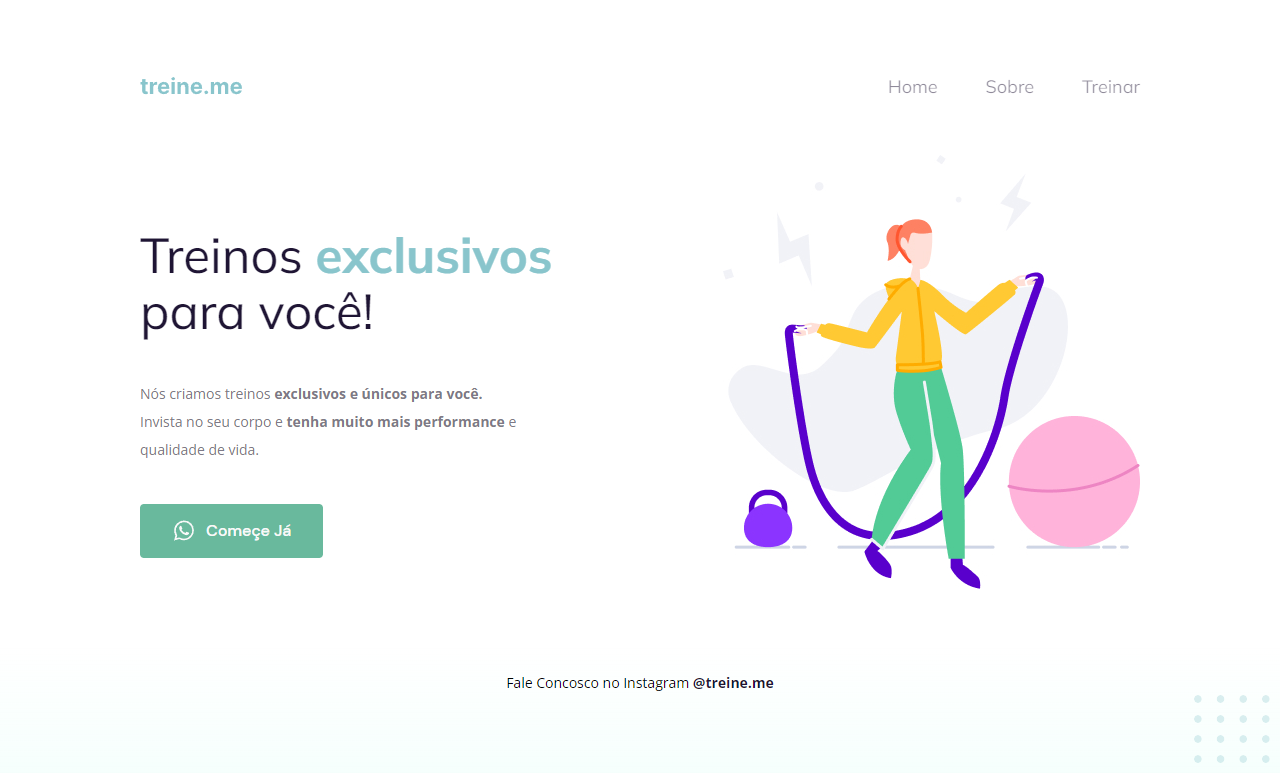 treine.me
Home
Sobre
Treinar
Treinos exclusivos
para você!
Nós criamos treinos exclusivos e únicos para você.
Invista no seu corpo e tenha muito mais performance e
qualidade de vida.
Começe Já
Fale Concosco no Instagram @treine.me